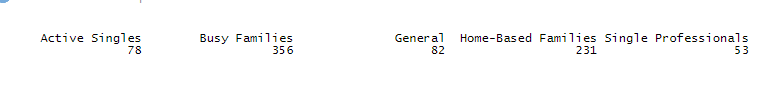 Active Singles Busy Families General Home-Based Families Single Professionals
78 356 82 231 53